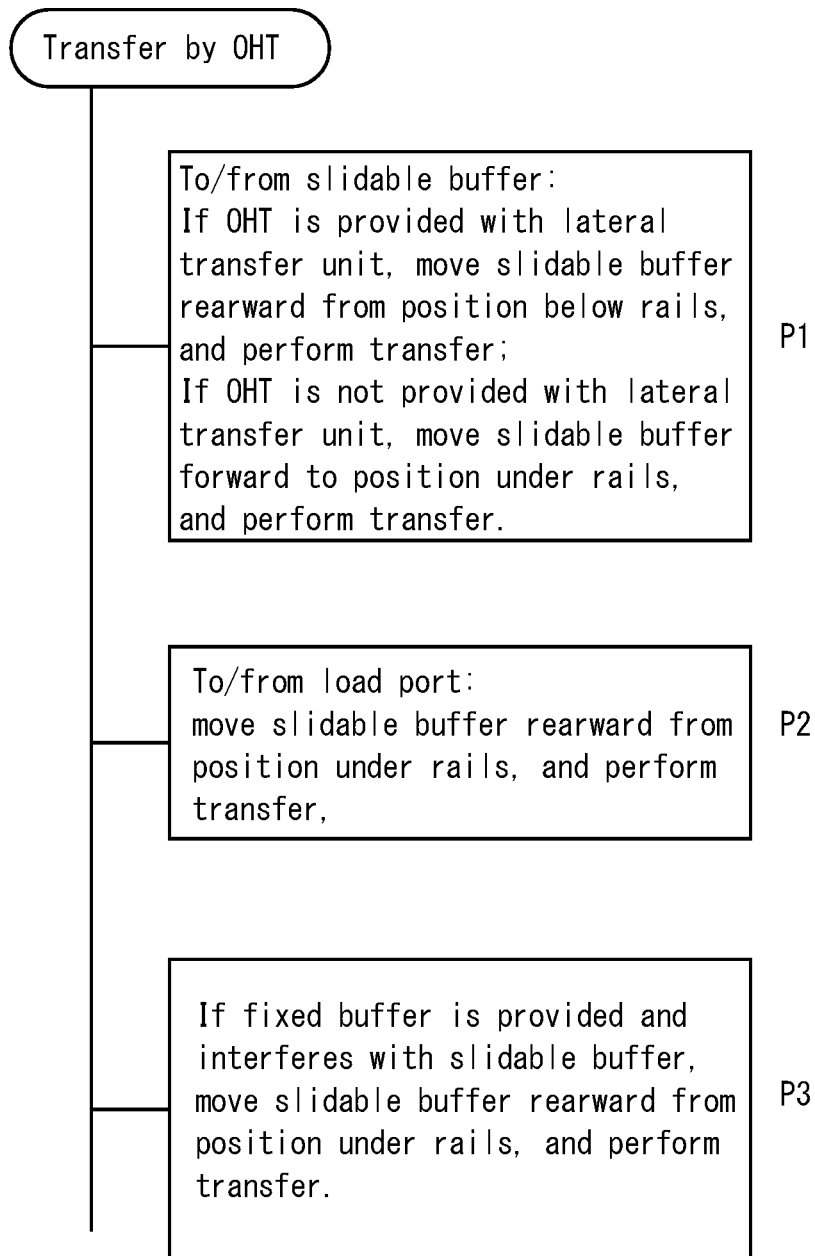 Transfer by OHT
To/from slidable buffer:
If OHT is provided with lateral
transfer unit, move slidable buffer
rearward from position below rails,
and perform transfer;
If OHT is not provided with lateral
transfer unit, move slidable buffer
forward to position under rails,
and perform transfer.
P1
To/from load port:
move slidable buffer rearward from
position under rails, and perform
transfer,
P2
If fixed buffer is provided and
interferes with slidable buffer,
move slidable buffer rearward from
position under rails, and perform
transfer.
P3